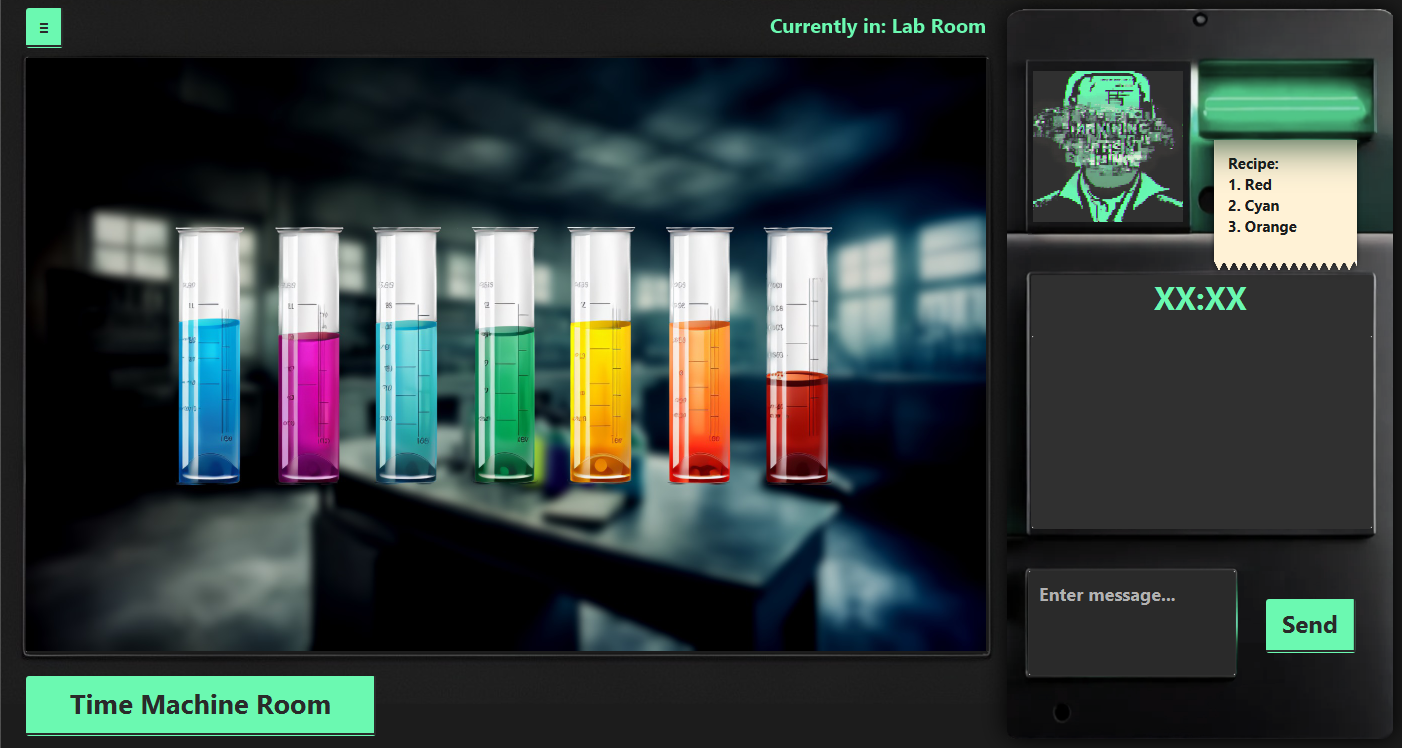 ≡
Currently in: Lab Room
Recipe:
1. Red
2. Cyan
3. Orange
XX:XX
Enter message...
Send
Time Machine Room